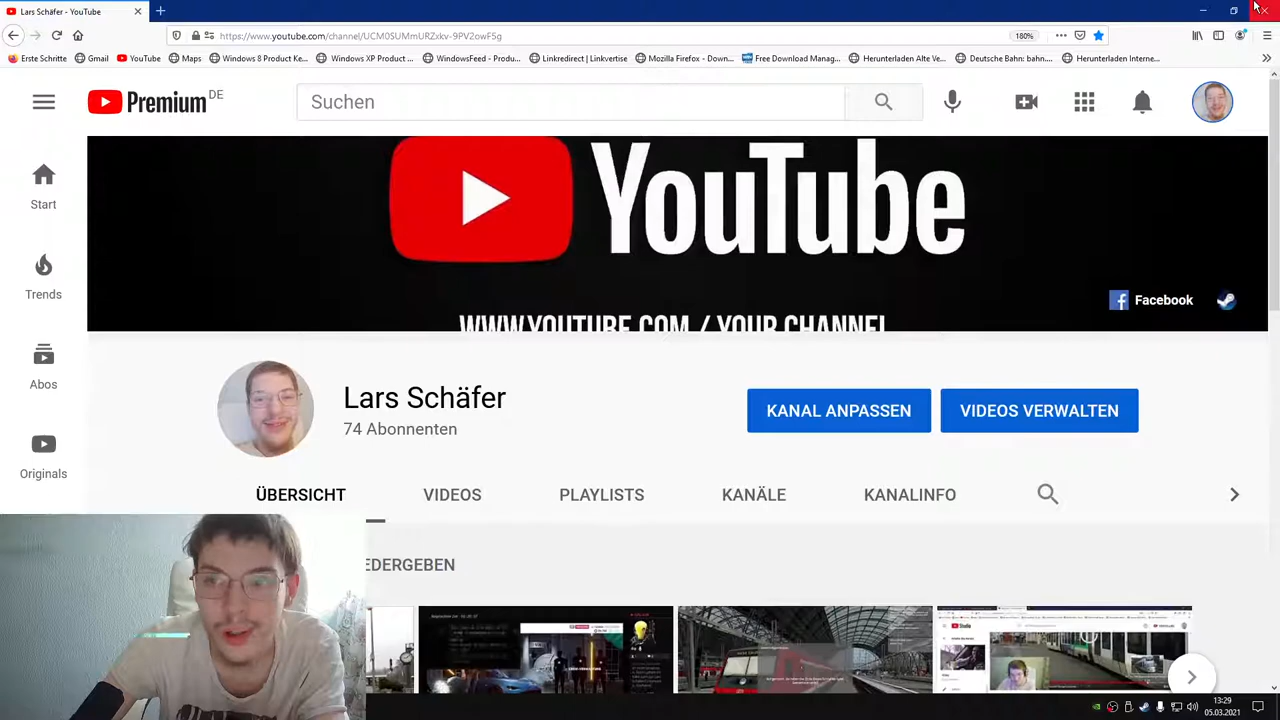 Lars Schäfer - YouTube
https://www.youtube.com/channel/UCM0SUMmURZxkv-9PV2owFSg
180%
Erste Schritte
Gmail
YouTube
Maps
Windows 8 Product Ke...
Windows XP Product ...
WindowsFeed - Produ...
Linkredirect | Linkvertise
Mozilla Firefox - Down...
Free Download Manag...
Herunterladen Alte Ve...
Deutsche Bahn: bahn....
Herunterladen Interne...
Premium DE
Suchen
Start
Trends
Abos
Originals
YouTube
Facebook
WWW.YOUTUBE.COM / YOUR CHANNEL
Lars Schäfer
74 Abonnenten
KANAL ANPASSEN
VIDEOS VERWALTEN
ÜBERSICHT
VIDEOS
PLAYLISTS
KANÄLE
KANALINFO
EDERGEBEN
13:29
05.03.2021